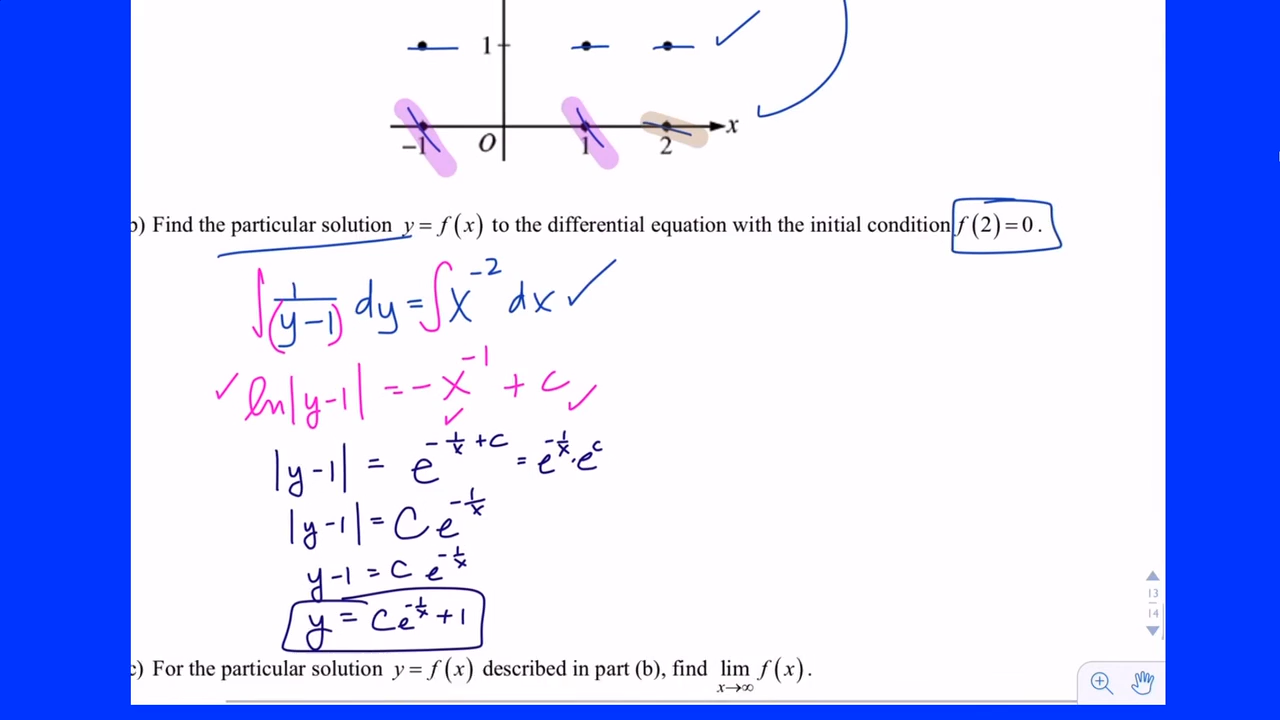 1
−1 O 1 2 x
b) Find the particular solution y = f(x) to the differential equation with the initial condition f(2) = 0.
∫ 1/(y−1) dy = ∫ x^−2 dx ✓
✓ ln|y−1| = −x^−1 + C ✓
✓
|y−1| = e^(−1/x + C) = e^(−1/x) · e^C
|y−1| = C e^(−1/x)
y−1 = C e^(−1/x)
y = C e^(−1/x) + 1
13
14
c) For the particular solution y = f(x) described in part (b), find lim x→∞ f(x).